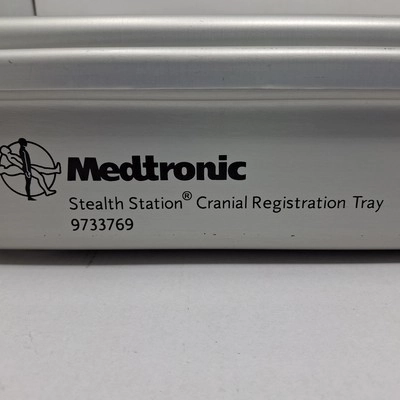 Medtronic
Stealth Station® Cranial Registration Tray
9733769